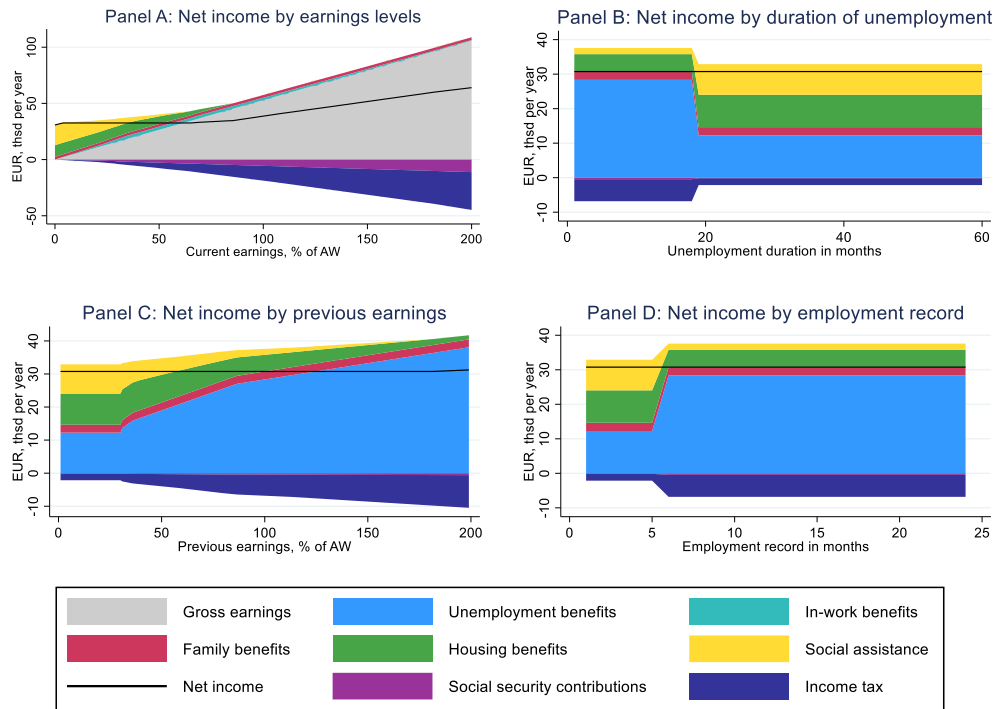 Panel A: Net income by earnings levels
EUR, thsd per year
100
50
0
-50
0 50 100 150 200
Current earnings, % of AW
Panel B: Net income by duration of unemployment
EUR, thsd per year
40
30
20
10
0
-10
0 20 40 60
Unemployment duration in months
Panel C: Net income by previous earnings
EUR, thsd per year
40
30
20
10
0
-10
0 50 100 150 200
Previous earnings, % of AW
Panel D: Net income by employment record
EUR, thsd per year
40
30
20
10
0
-10
0 5 10 15 20 25
Employment record in months
Gross earnings Unemployment benefits In-work benefits
Family benefits Housing benefits Social assistance
Net income Social security contributions Income tax